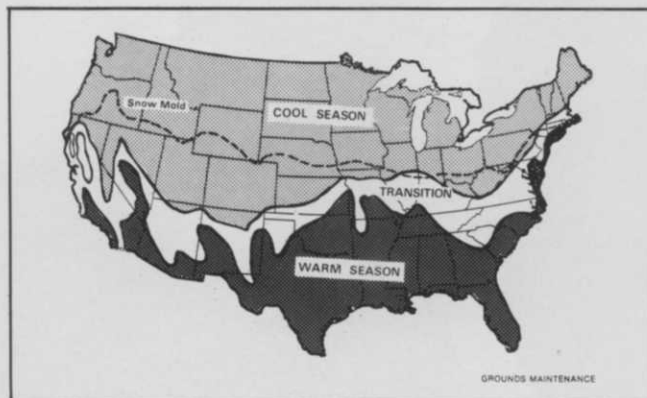 Snow Mold
COOL SEASON
TRANSITION
WARM SEASON
GROUNDS MAINTENANCE